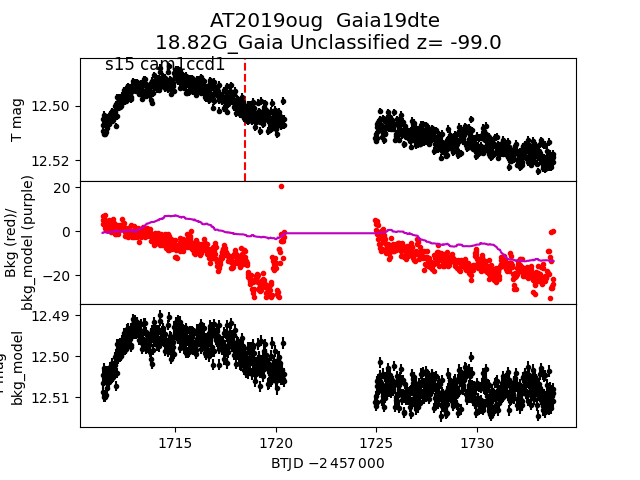 AT2019oug  Gaia19dte
18.82G_Gaia Unclassified z= -99.0
s15 cam1ccd1
T mag
12.50
12.52
Bkg (red)/
bkg_model (purple)
20
0
−20
bkg_model
12.49
12.50
12.51
1715
1720
1725
1730
BTJD −2 457 000